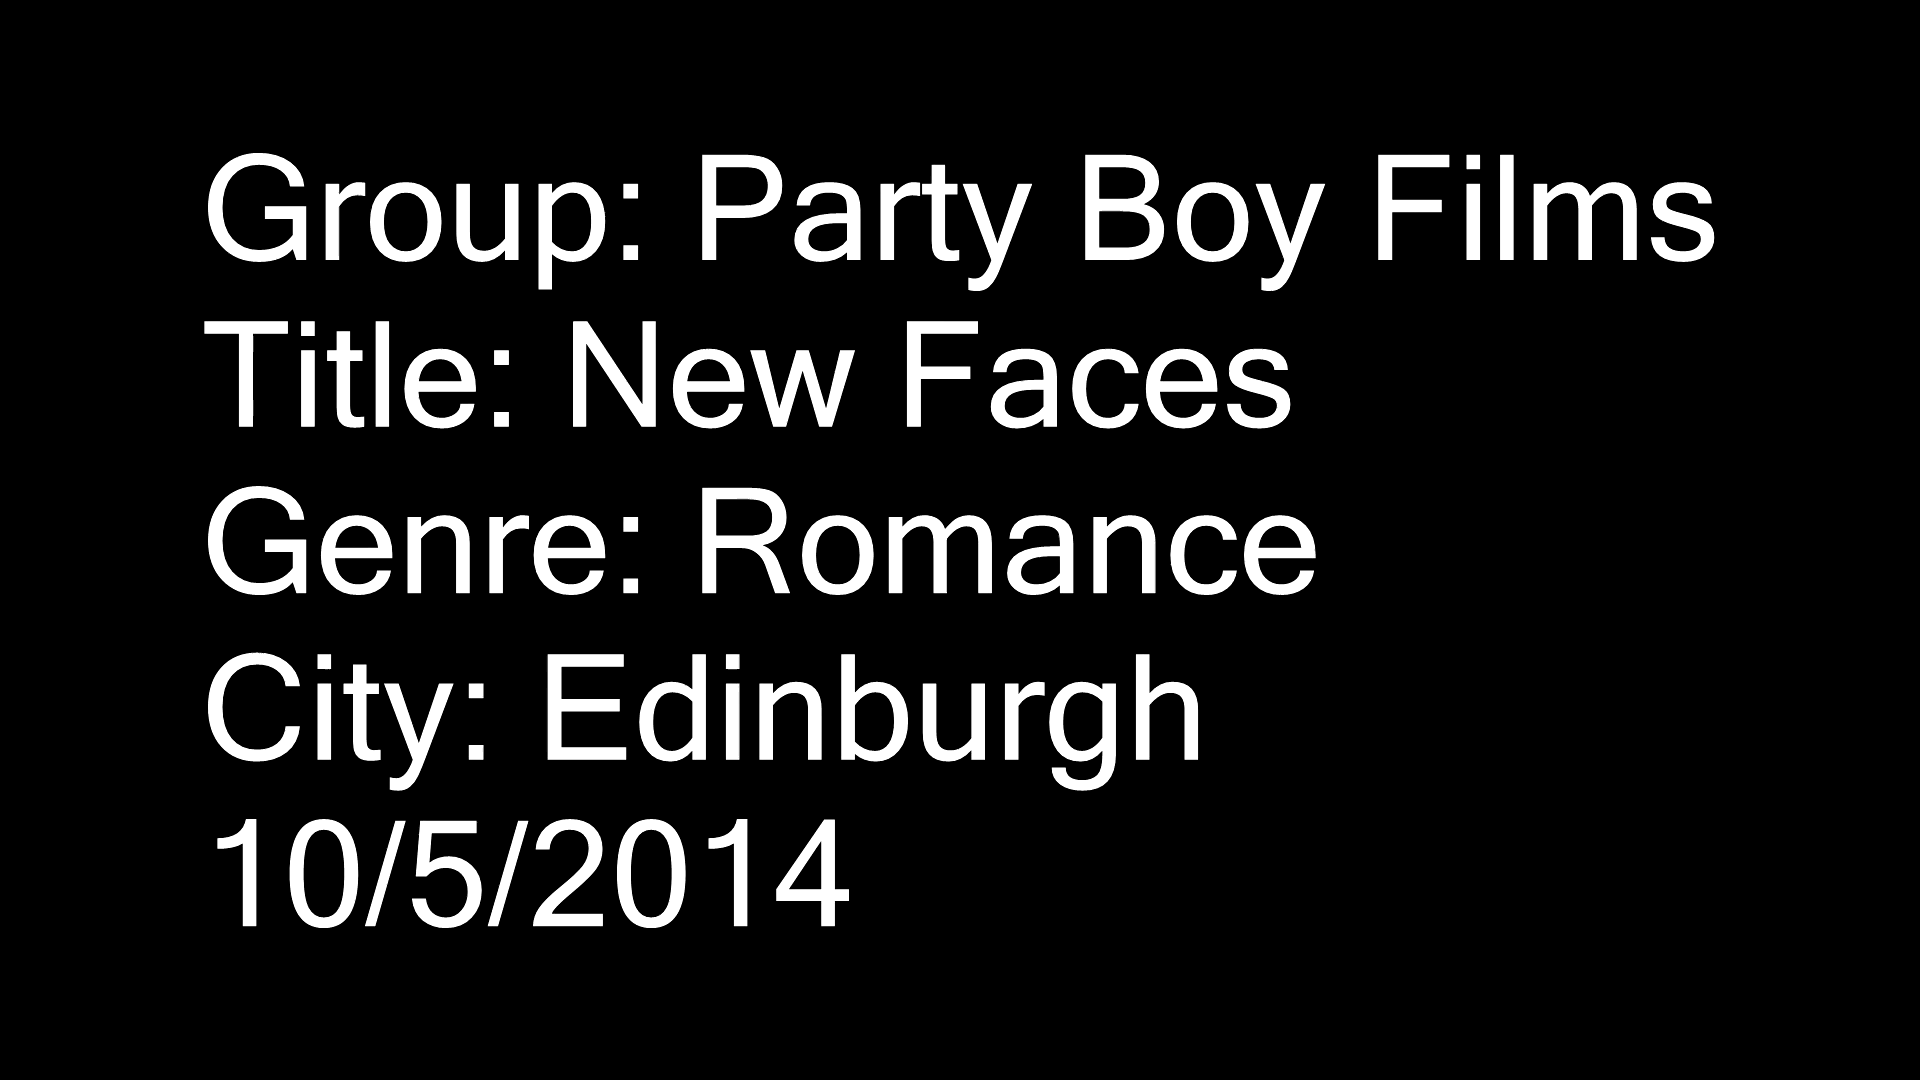 Group: Party Boy Films
Title: New Faces
Genre: Romance
City: Edinburgh
10/5/2014